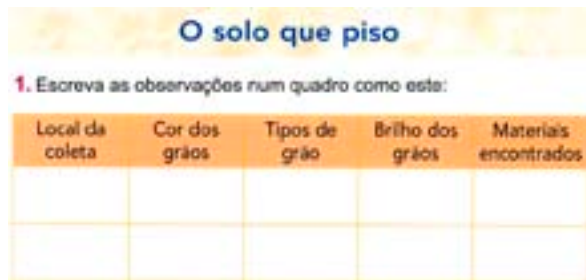 O solo que piso
1. Escreva as observações num quadro como este:
Local da coleta
Cor dos grãos
Tipos de grão
Brilho dos grãos
Materiais encontrados